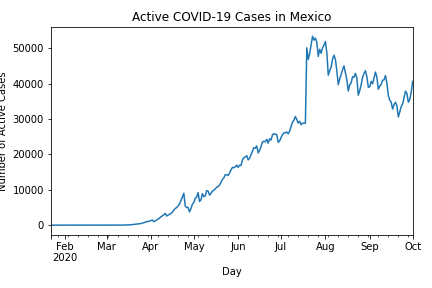 Active COVID-19 Cases in Mexico
Number of Active Cases
50000
40000
30000
20000
10000
0
Feb Mar Apr May Jun Jul Aug Sep Oct
2020
Day